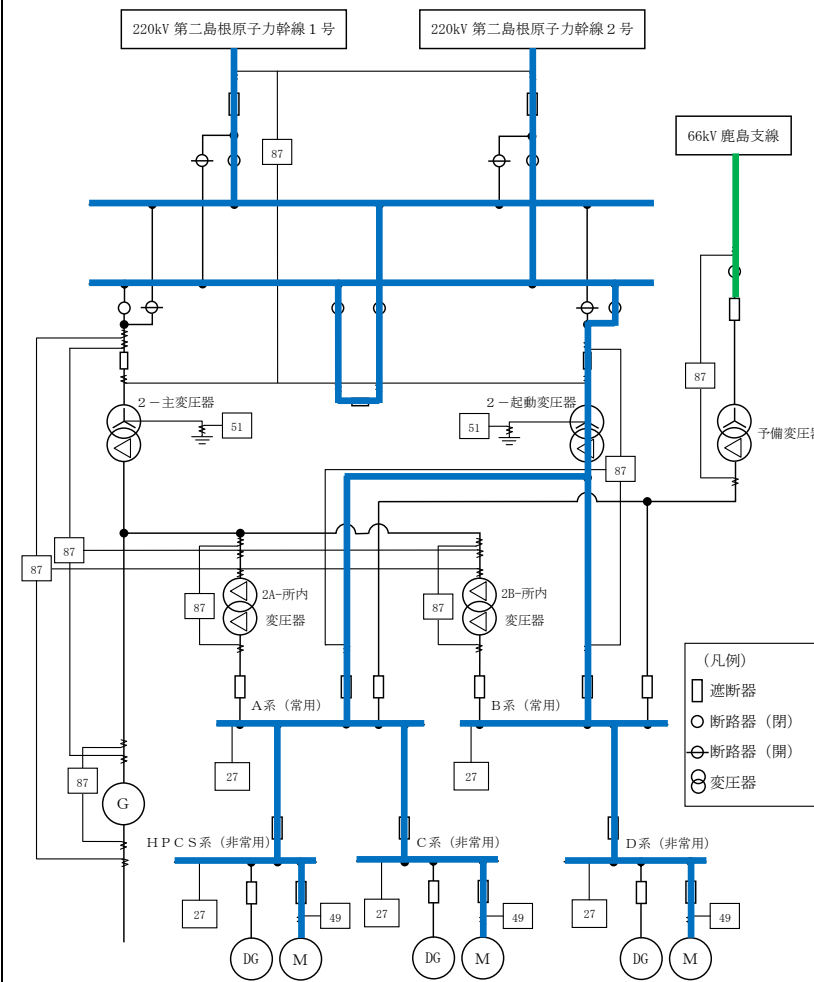 220kV 第二島根原子力幹線１号
220kV 第二島根原子力幹線２号
66kV 鹿島支線
87
87
２－主変圧器
51
２－起動変圧器
51
予備変圧器
87
87
87
87
2A-所内
変圧器
87
2B-所内
変圧器
(凡例)
遮断器
断路器（閉）
断路器（開）
変圧器
Ａ系（常用）
Ｂ系（常用）
27
27
87
G
ＨＰＣＳ系（非常用）
Ｃ系（非常用）
Ｄ系（非常用）
27
49
27
49
27
49
DG
M
DG
M
DG
M